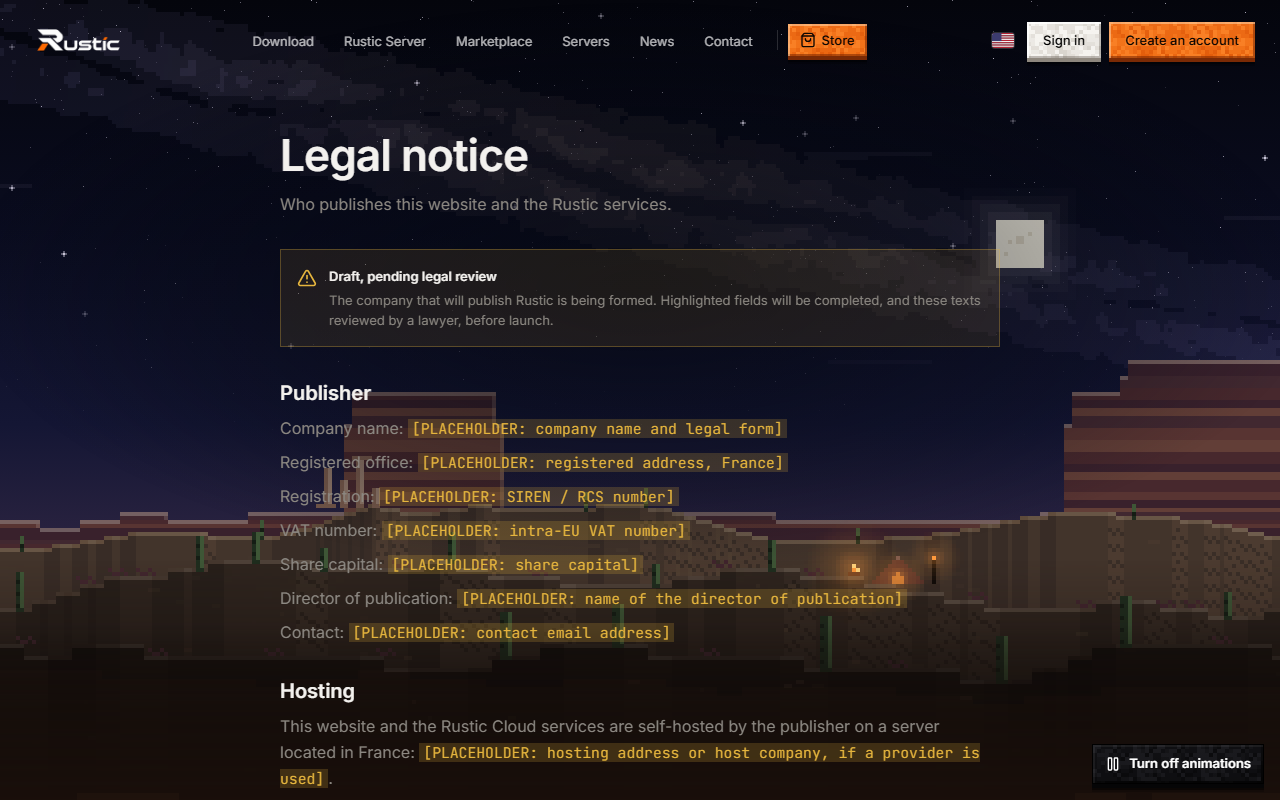 Rustic
Download
Rustic Server
Marketplace
Servers
News
Contact
Store
Sign in
Create an account
Legal notice
Who publishes this website and the Rustic services.
Draft, pending legal review
The company that will publish Rustic is being formed. Highlighted fields will be completed, and these texts
reviewed by a lawyer, before launch.
Publisher
Company name: [PLACEHOLDER: company name and legal form]
Registered office: [PLACEHOLDER: registered address, France]
Registration: [PLACEHOLDER: SIREN / RCS number]
VAT number: [PLACEHOLDER: intra-EU VAT number]
Share capital: [PLACEHOLDER: share capital]
Director of publication: [PLACEHOLDER: name of the director of publication]
Contact: [PLACEHOLDER: contact email address]
Hosting
This website and the Rustic Cloud services are self-hosted by the publisher on a server
located in France: [PLACEHOLDER: hosting address or host company, if a provider is
used].
Turn off animations